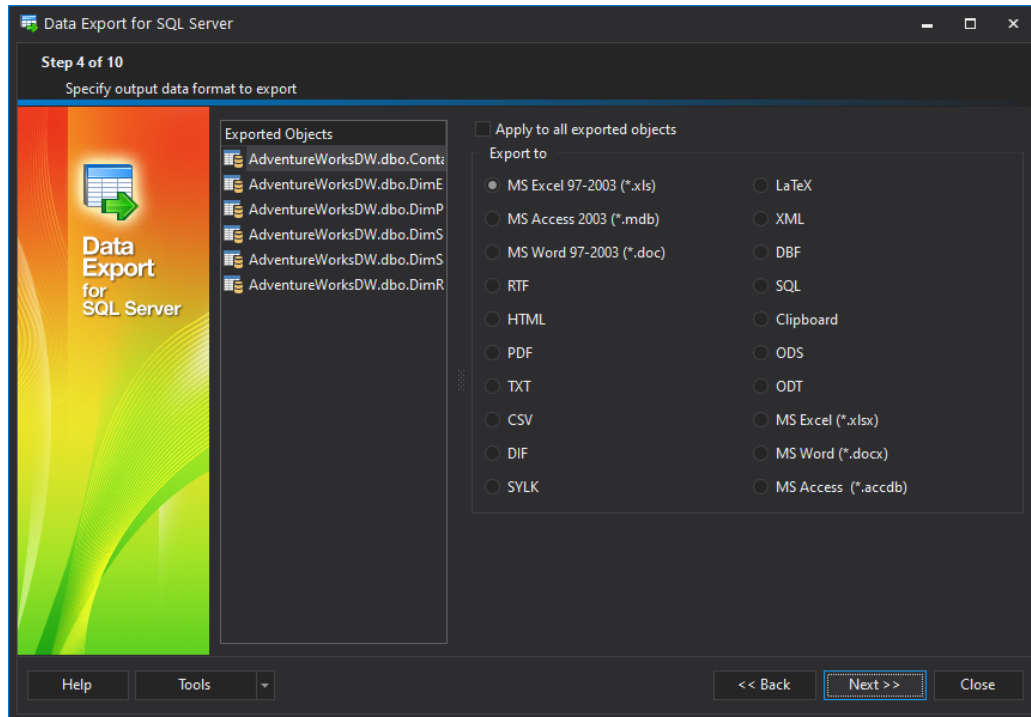 Data Export for SQL Server
Step 4 of 10
Specify output data format to export
Data
Export
for
SQL Server
Exported Objects
AdventureWorksDW.dbo.Conta
AdventureWorksDW.dbo.DimE
AdventureWorksDW.dbo.DimP
AdventureWorksDW.dbo.DimS
AdventureWorksDW.dbo.DimS
AdventureWorksDW.dbo.DimR
Apply to all exported objects
Export to
MS Excel 97-2003 (*.xls)
MS Access 2003 (*.mdb)
MS Word 97-2003 (*.doc)
RTF
HTML
PDF
TXT
CSV
DIF
SYLK
LaTeX
XML
DBF
SQL
Clipboard
ODS
ODT
MS Excel (*.xlsx)
MS Word (*.docx)
MS Access (*.accdb)
Help
Tools
<< Back
Next >>
Close